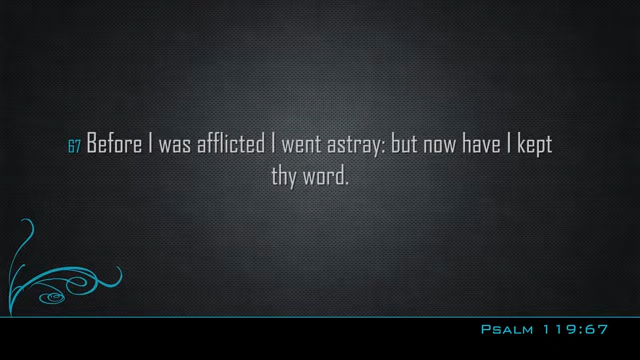 67 Before I was afflicted I went astray: but now have I kept
thy word.
Psalm 119:67